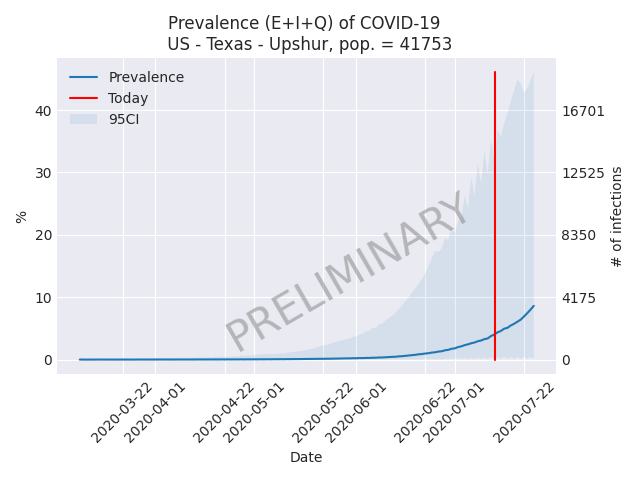 Prevalence (E+I+Q) of COVID-19
US - Texas - Upshur, pop. = 41753
Prevalence
Today
95CI
PRELIMINARY
%
40
30
20
10
0
16701
12525
8350
4175
0
# of infections
2020-03-22
2020-04-01
2020-04-22
2020-05-01
2020-05-22
2020-06-01
2020-06-22
2020-07-01
2020-07-22
Date